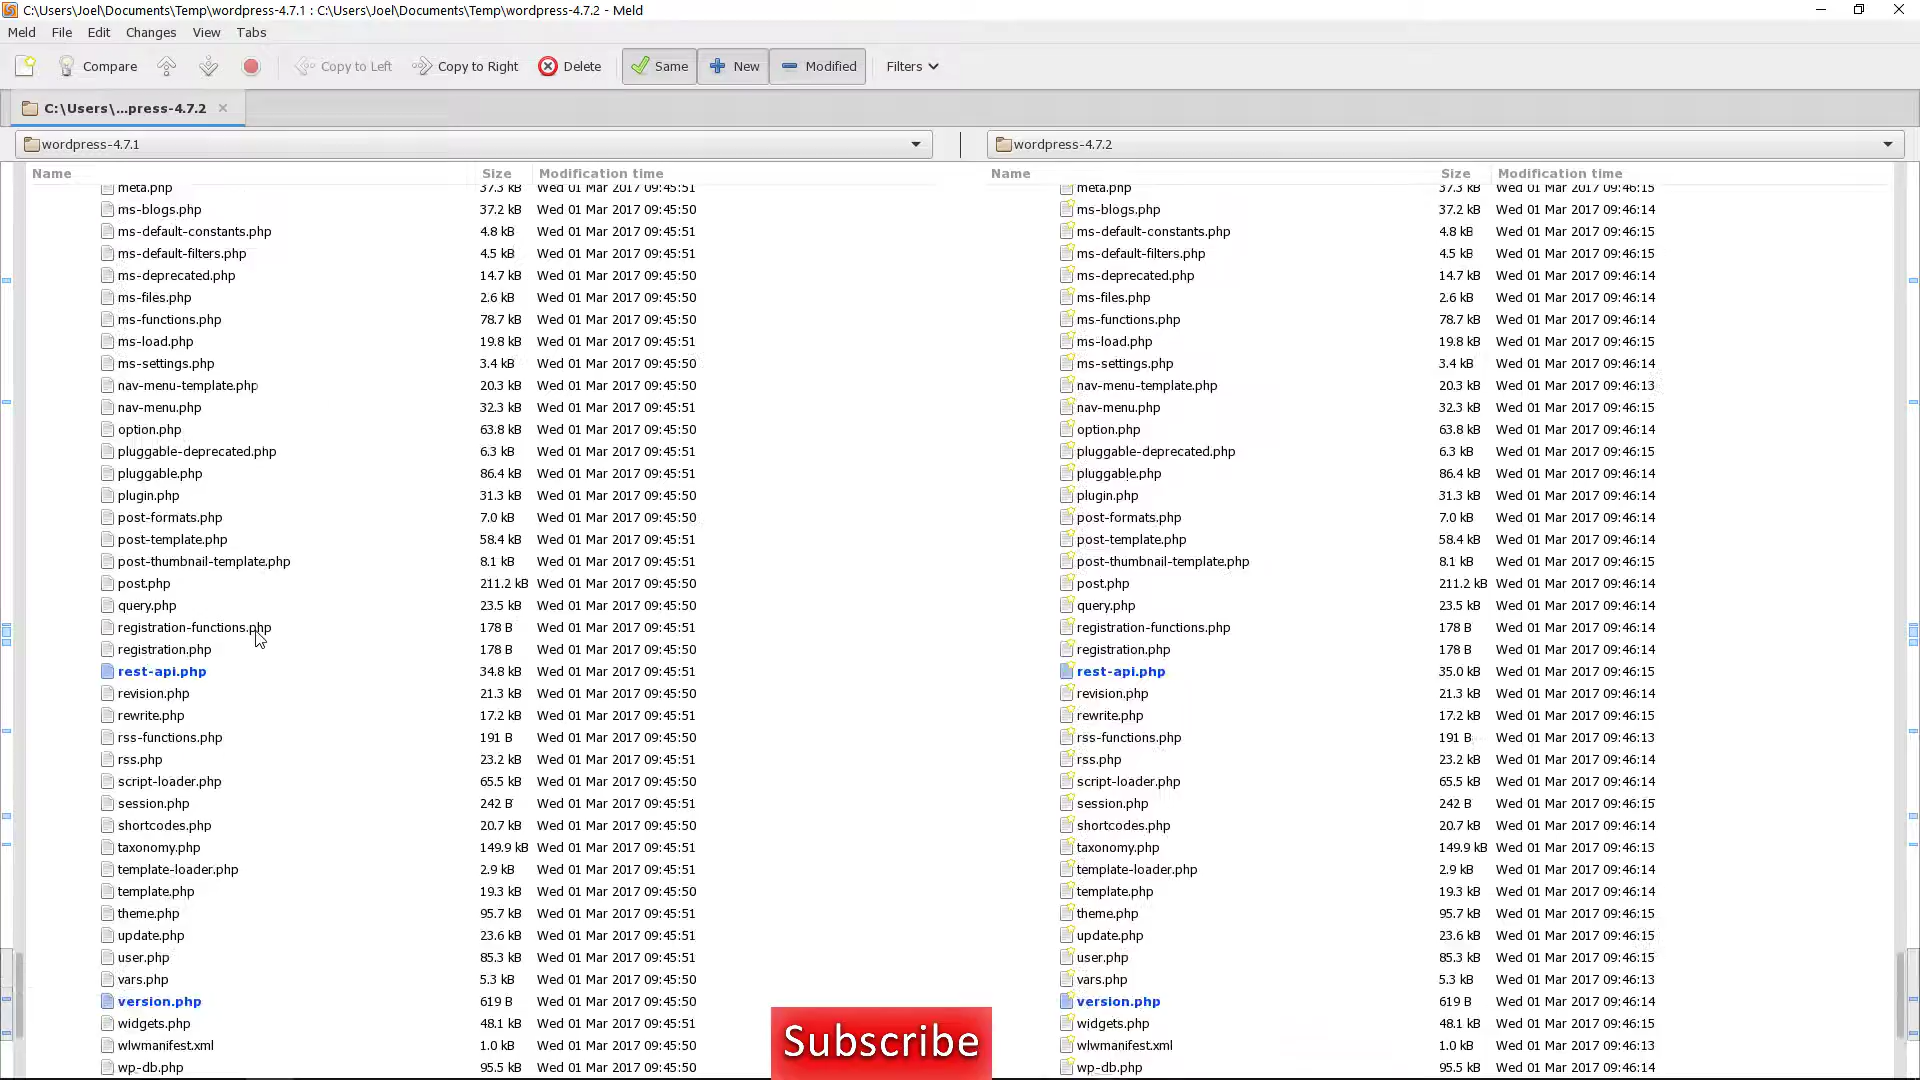 C:\Users\Joel\Documents\Temp\wordpress-4.7.1 : C:\Users\Joel\Documents\Temp\wordpress-4.7.2 - Meld
Meld File Edit Changes View Tabs
Compare Copy to Left Copy to Right Delete Same New Modified Filters
C:\Users\...press-4.7.2
wordpress-4.7.1 wordpress-4.7.2
Name Size Modification time Name Size Modification time
meta.php 37.3 kB Wed 01 Mar 2017 09:45:51 meta.php 37.3 kB Wed 01 Mar 2017 09:46:15
ms-blogs.php 37.2 kB Wed 01 Mar 2017 09:45:50 ms-blogs.php 37.2 kB Wed 01 Mar 2017 09:46:14
ms-default-constants.php 4.8 kB Wed 01 Mar 2017 09:45:51 ms-default-constants.php 4.8 kB Wed 01 Mar 2017 09:46:15
ms-default-filters.php 4.5 kB Wed 01 Mar 2017 09:45:51 ms-default-filters.php 4.5 kB Wed 01 Mar 2017 09:46:15
ms-deprecated.php 14.7 kB Wed 01 Mar 2017 09:45:50 ms-deprecated.php 14.7 kB Wed 01 Mar 2017 09:46:14
ms-files.php 2.6 kB Wed 01 Mar 2017 09:45:50 ms-files.php 2.6 kB Wed 01 Mar 2017 09:46:14
ms-functions.php 78.7 kB Wed 01 Mar 2017 09:45:50 ms-functions.php 78.7 kB Wed 01 Mar 2017 09:46:14
ms-load.php 19.8 kB Wed 01 Mar 2017 09:45:51 ms-load.php 19.8 kB Wed 01 Mar 2017 09:46:15
ms-settings.php 3.4 kB Wed 01 Mar 2017 09:45:50 ms-settings.php 3.4 kB Wed 01 Mar 2017 09:46:14
nav-menu-template.php 20.3 kB Wed 01 Mar 2017 09:45:50 nav-menu-template.php 20.3 kB Wed 01 Mar 2017 09:46:13
nav-menu.php 32.3 kB Wed 01 Mar 2017 09:45:51 nav-menu.php 32.3 kB Wed 01 Mar 2017 09:46:15
option.php 63.8 kB Wed 01 Mar 2017 09:45:50 option.php 63.8 kB Wed 01 Mar 2017 09:46:14
pluggable-deprecated.php 6.3 kB Wed 01 Mar 2017 09:45:51 pluggable-deprecated.php 6.3 kB Wed 01 Mar 2017 09:46:15
pluggable.php 86.4 kB Wed 01 Mar 2017 09:45:51 pluggable.php 86.4 kB Wed 01 Mar 2017 09:46:14
plugin.php 31.3 kB Wed 01 Mar 2017 09:45:50 plugin.php 31.3 kB Wed 01 Mar 2017 09:46:14
post-formats.php 7.0 kB Wed 01 Mar 2017 09:45:50 post-formats.php 7.0 kB Wed 01 Mar 2017 09:46:14
post-template.php 58.4 kB Wed 01 Mar 2017 09:45:51 post-template.php 58.4 kB Wed 01 Mar 2017 09:46:14
post-thumbnail-template.php 8.1 kB Wed 01 Mar 2017 09:45:51 post-thumbnail-template.php 8.1 kB Wed 01 Mar 2017 09:46:15
post.php 211.2 kB Wed 01 Mar 2017 09:45:50 post.php 211.2 kB Wed 01 Mar 2017 09:46:14
query.php 23.5 kB Wed 01 Mar 2017 09:45:50 query.php 23.5 kB Wed 01 Mar 2017 09:46:14
registration-functions.php 178 B Wed 01 Mar 2017 09:45:51 registration-functions.php 178 B Wed 01 Mar 2017 09:46:14
registration.php 178 B Wed 01 Mar 2017 09:45:50 registration.php 178 B Wed 01 Mar 2017 09:46:14
rest-api.php 34.8 kB Wed 01 Mar 2017 09:45:51 rest-api.php 35.0 kB Wed 01 Mar 2017 09:46:15
revision.php 21.3 kB Wed 01 Mar 2017 09:45:50 revision.php 21.3 kB Wed 01 Mar 2017 09:46:14
rewrite.php 17.2 kB Wed 01 Mar 2017 09:45:51 rewrite.php 17.2 kB Wed 01 Mar 2017 09:46:15
rss-functions.php 191 B Wed 01 Mar 2017 09:45:50 rss-functions.php 191 B Wed 01 Mar 2017 09:46:13
rss.php 23.2 kB Wed 01 Mar 2017 09:45:51 rss.php 23.2 kB Wed 01 Mar 2017 09:46:14
script-loader.php 65.5 kB Wed 01 Mar 2017 09:45:50 script-loader.php 65.5 kB Wed 01 Mar 2017 09:46:14
session.php 242 B Wed 01 Mar 2017 09:45:51 session.php 242 B Wed 01 Mar 2017 09:46:15
shortcodes.php 20.7 kB Wed 01 Mar 2017 09:45:50 shortcodes.php 20.7 kB Wed 01 Mar 2017 09:46:14
taxonomy.php 149.9 kB Wed 01 Mar 2017 09:45:51 taxonomy.php 149.9 kB Wed 01 Mar 2017 09:46:13
template-loader.php 2.9 kB Wed 01 Mar 2017 09:45:51 template-loader.php 2.9 kB Wed 01 Mar 2017 09:46:14
template.php 19.3 kB Wed 01 Mar 2017 09:45:50 template.php 19.3 kB Wed 01 Mar 2017 09:46:14
theme.php 95.7 kB Wed 01 Mar 2017 09:45:51 theme.php 95.7 kB Wed 01 Mar 2017 09:46:15
update.php 23.6 kB Wed 01 Mar 2017 09:45:51 update.php 23.6 kB Wed 01 Mar 2017 09:46:15
user.php 85.3 kB Wed 01 Mar 2017 09:45:51 user.php 85.3 kB Wed 01 Mar 2017 09:46:15
vars.php 5.3 kB Wed 01 Mar 2017 09:45:50 vars.php 5.3 kB Wed 01 Mar 2017 09:46:13
version.php 619 B Wed 01 Mar 2017 09:45:50 version.php 619 B Wed 01 Mar 2017 09:46:14
widgets.php 48.1 kB Wed 01 Mar 2017 09:45:51 widgets.php 48.1 kB Wed 01 Mar 2017 09:46:15
wlwmanifest.xml 1.0 kB Wed 01 Mar 2017 09:45:50 wlwmanifest.xml 1.0 kB Wed 01 Mar 2017 09:46:13
wp-db.php 95.5 kB Wed 01 Mar 2017 09:45:50 wp-db.php 95.5 kB Wed 01 Mar 2017 09:46:14
Subscribe